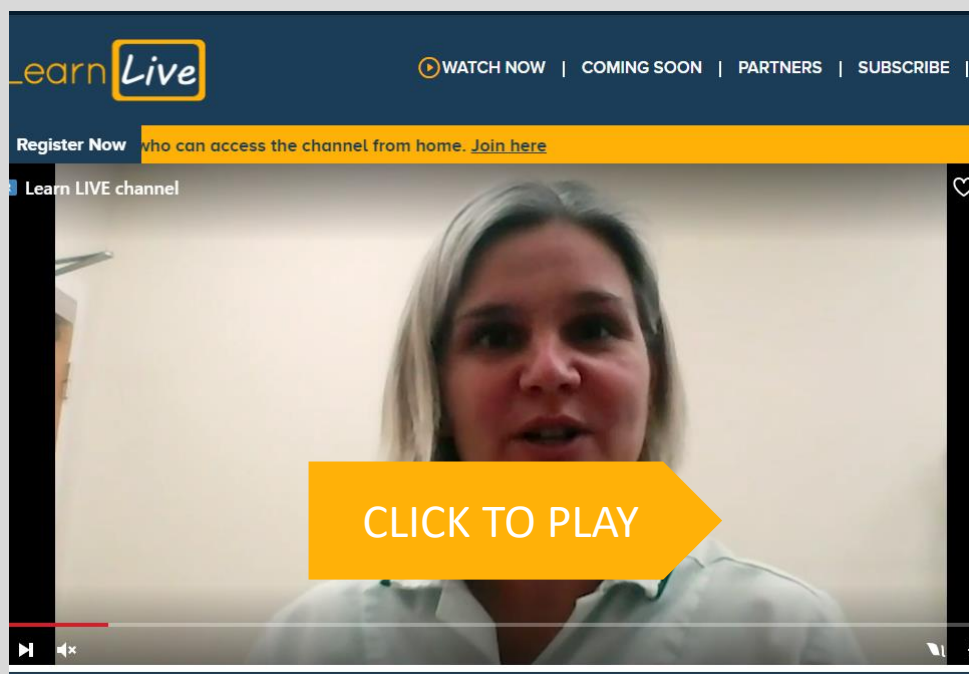 Learn Live
WATCH NOW | COMING SOON | PARTNERS | SUBSCRIBE |
Register Now who can access the channel from home. Join here
Learn LIVE channel
CLICK TO PLAY